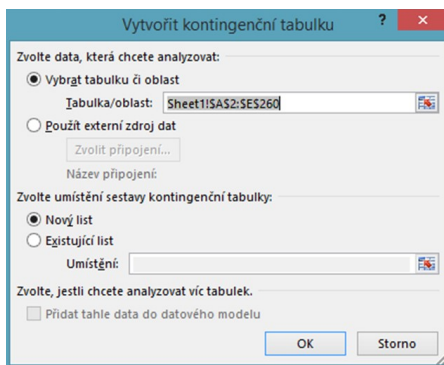 Vytvořit kontingenční tabulku
?
Zvolte data, která chcete analyzovat:
Vybrat tabulku či oblast
Tabulka/oblast: Sheet1!$A$2:$E$260
Použít externí zdroj dat
Zvolit připojení...
Název připojení:
Zvolte umístění sestavy kontingenční tabulky:
Nový list
Existující list
Umístění:
Zvolte, jestli chcete analyzovat víc tabulek.
Přidat tahle data do datového modelu
OK Storno